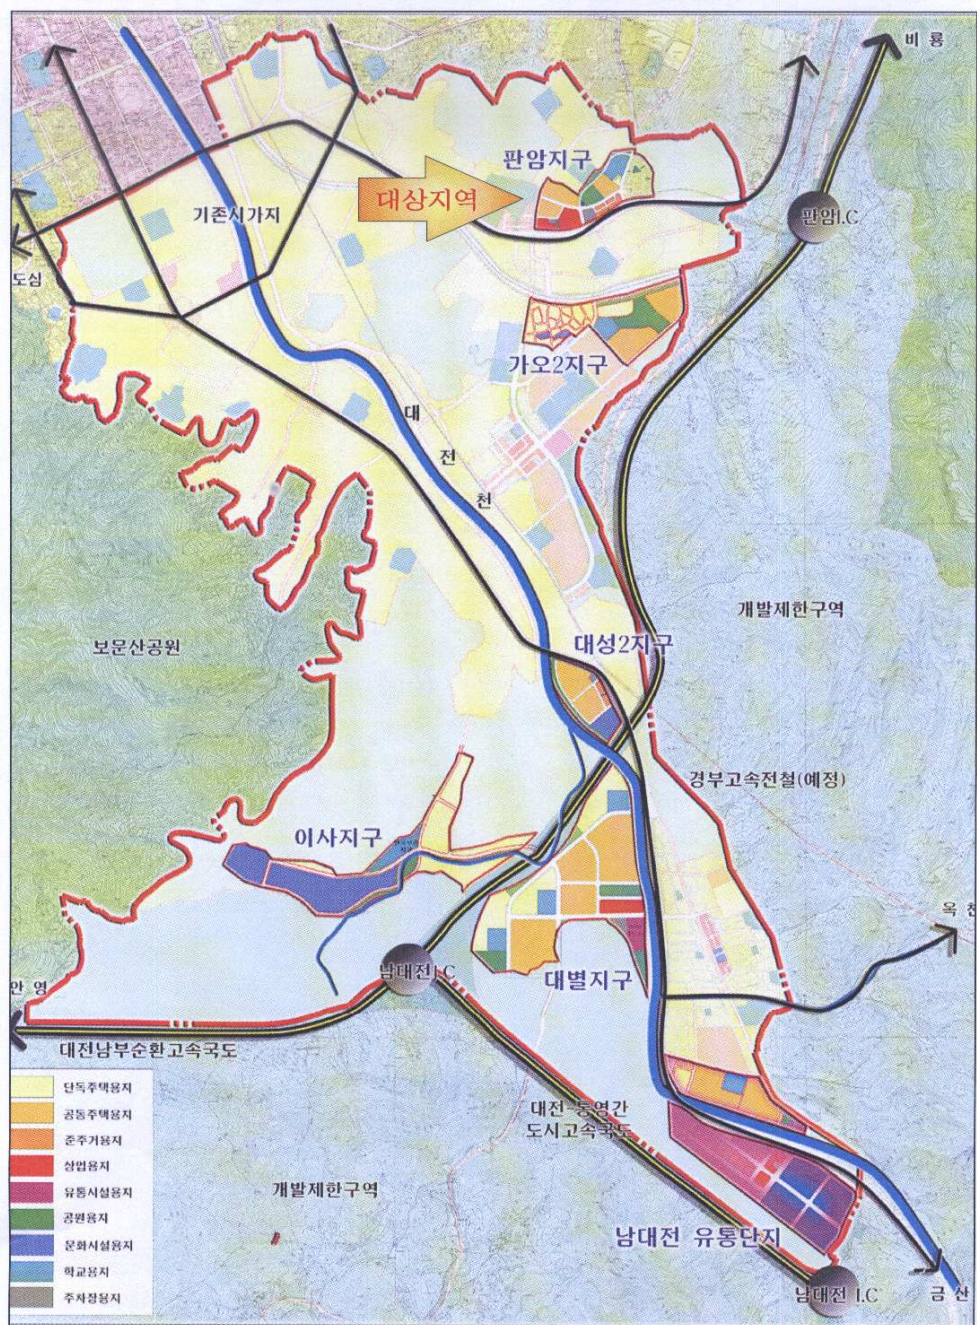 비 룡
판암지구
대상지역
기존시가지
판암I.C
도심
가오2지구
대
전
천
개발제한구역
대성2지구
보문산공원
경부고속전철(예정)
이사지구
옥 천
남대전I.C
대별지구
안 영
대전남부순환고속국도
대전-통영간
도시고속국도
개발제한구역
남대전 유통단지
남대전 I.C
금 산
단독주택용지
공동주택용지
준주거용지
상업용지
유통시설용지
공원용지
문화시설용지
학교용지
주차장용지